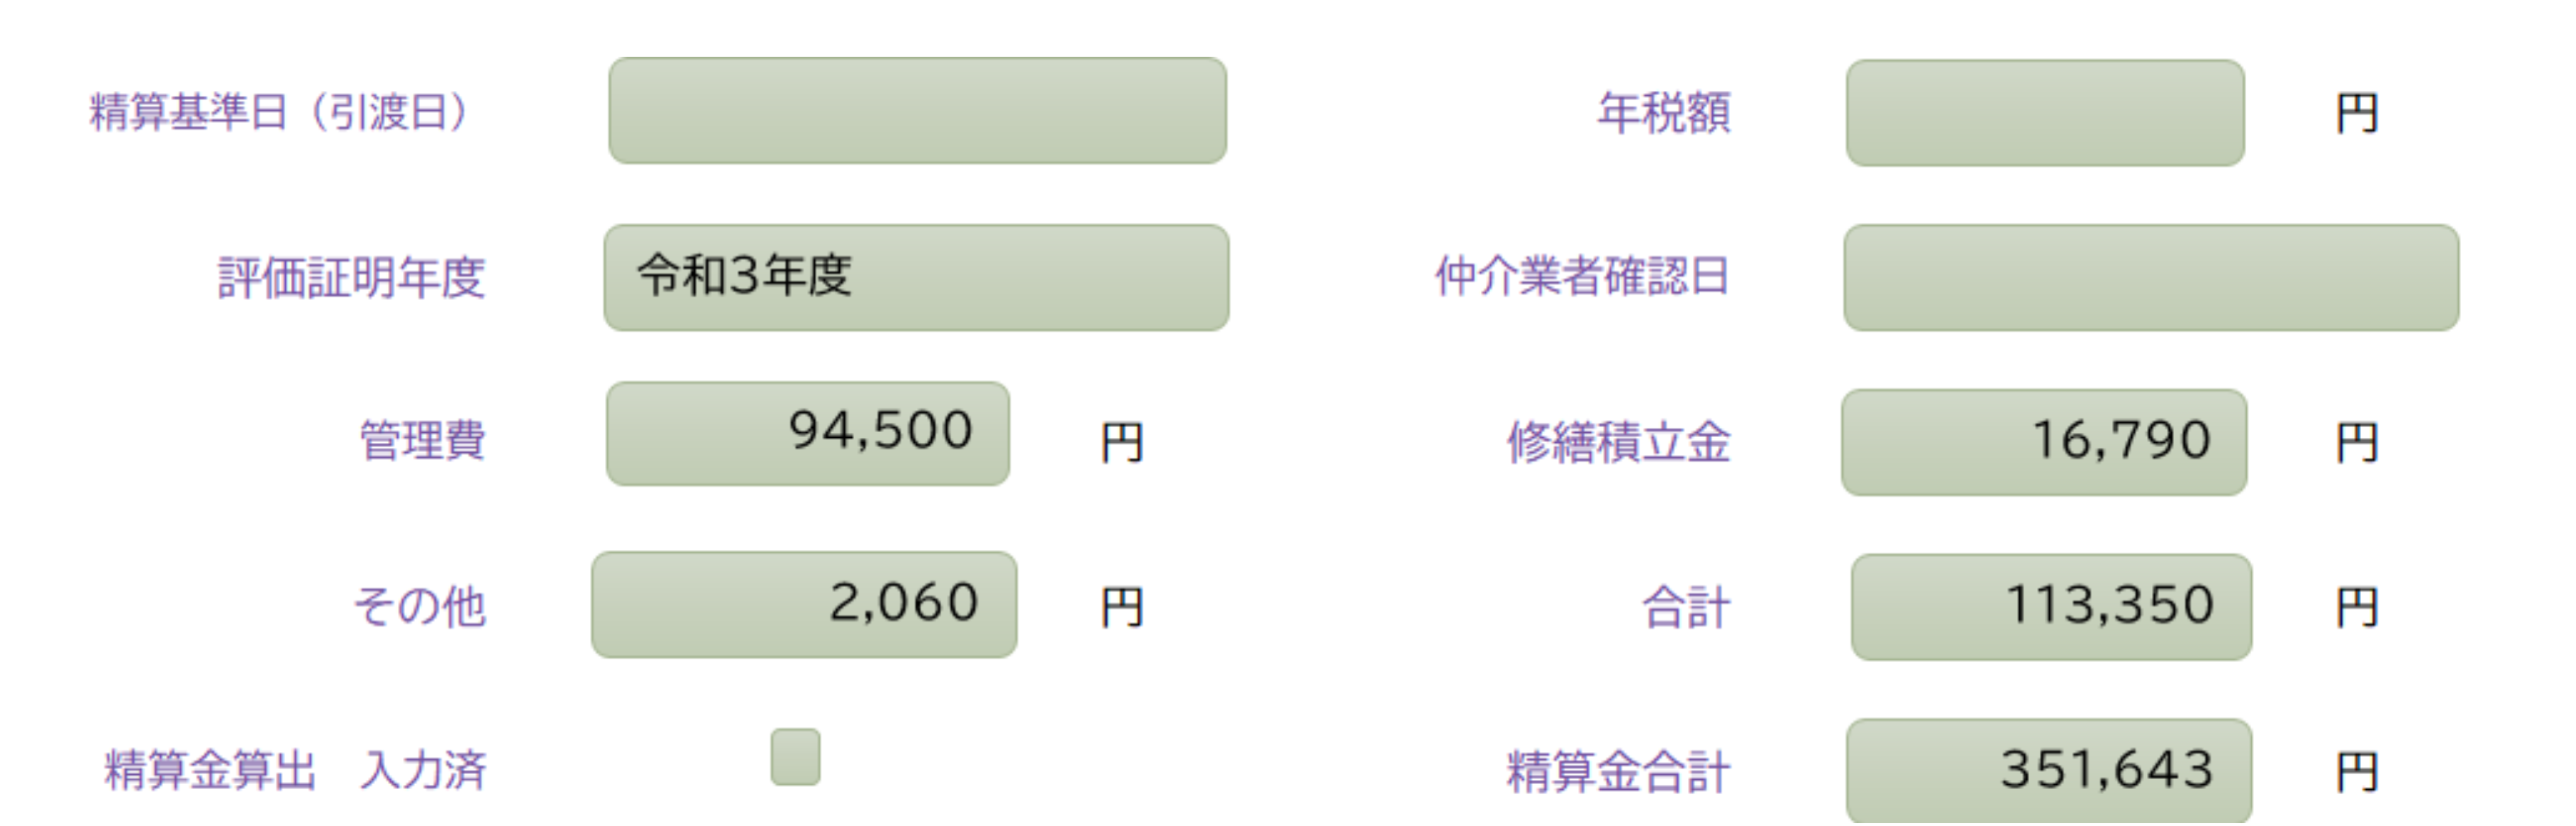 精算基準日（引渡日）　年税額　円
評価証明年度　令和3年度　仲介業者確認日
管理費　94,500　円　修繕積立金　16,790　円
その他　2,060　円　合計　113,350　円
精算金算出　入力済　精算金合計　351,643　円